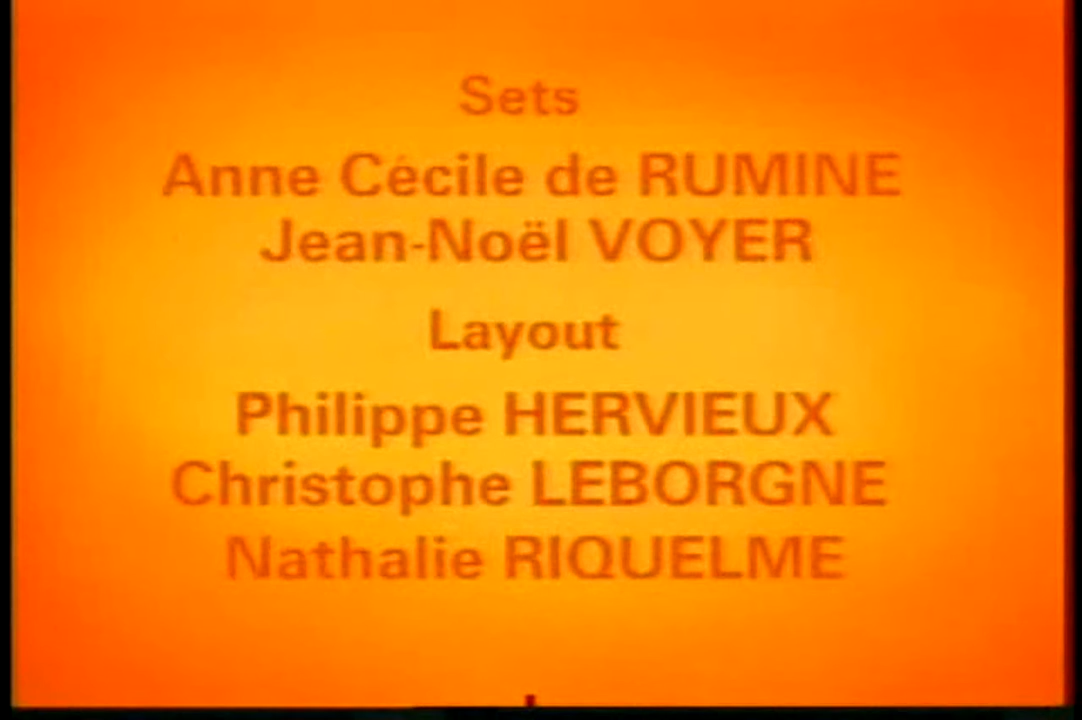 Sets
Anne Cécile de RUMINE
Jean-Noël VOYER
Layout
Philippe HERVIEUX
Christophe LEBORGNE
Nathalie RIQUELME